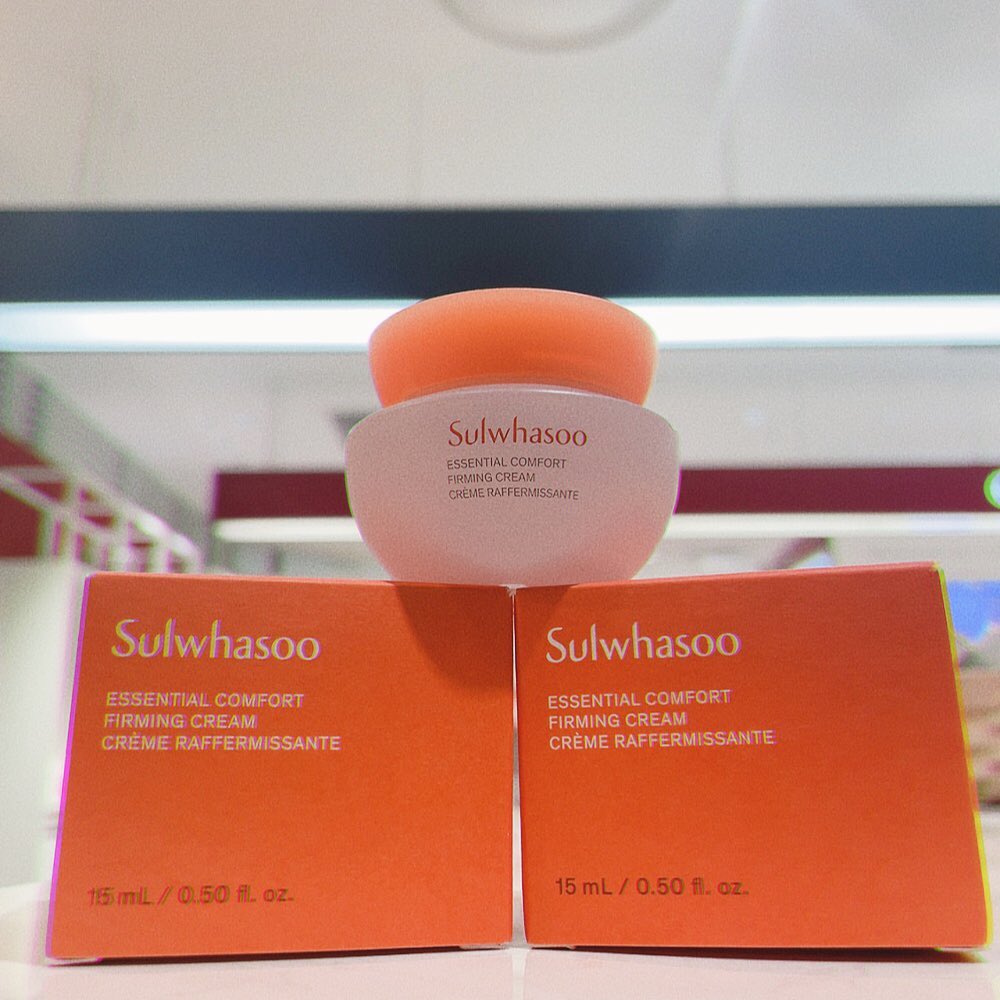 Sulwhasoo
ESSENTIAL COMFORT
FIRMING CREAM
CRÈME RAFFERMISSANTE
Sulwhasoo
ESSENTIAL COMFORT
FIRMING CREAM
CRÈME RAFFERMISSANTE
15 mL / 0.50 fl. oz.
Sulwhasoo
ESSENTIAL COMFORT
FIRMING CREAM
CRÈME RAFFERMISSANTE
15 mL / 0.50 fl. oz.